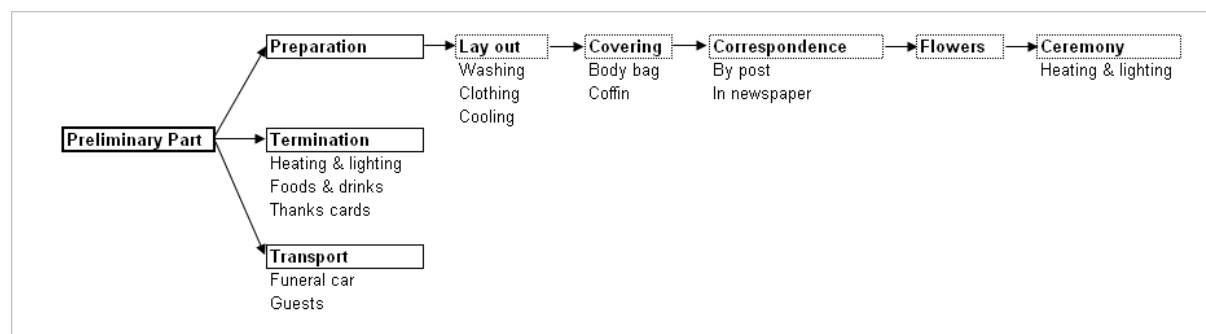 Preparation
Lay out
Washing
Clothing
Cooling
Covering
Body bag
Coffin
Correspondence
By post
In newspaper
Flowers
Ceremony
Heating & lighting
Preliminary Part
Termination
Heating & lighting
Foods & drinks
Thanks cards
Transport
Funeral car
Guests